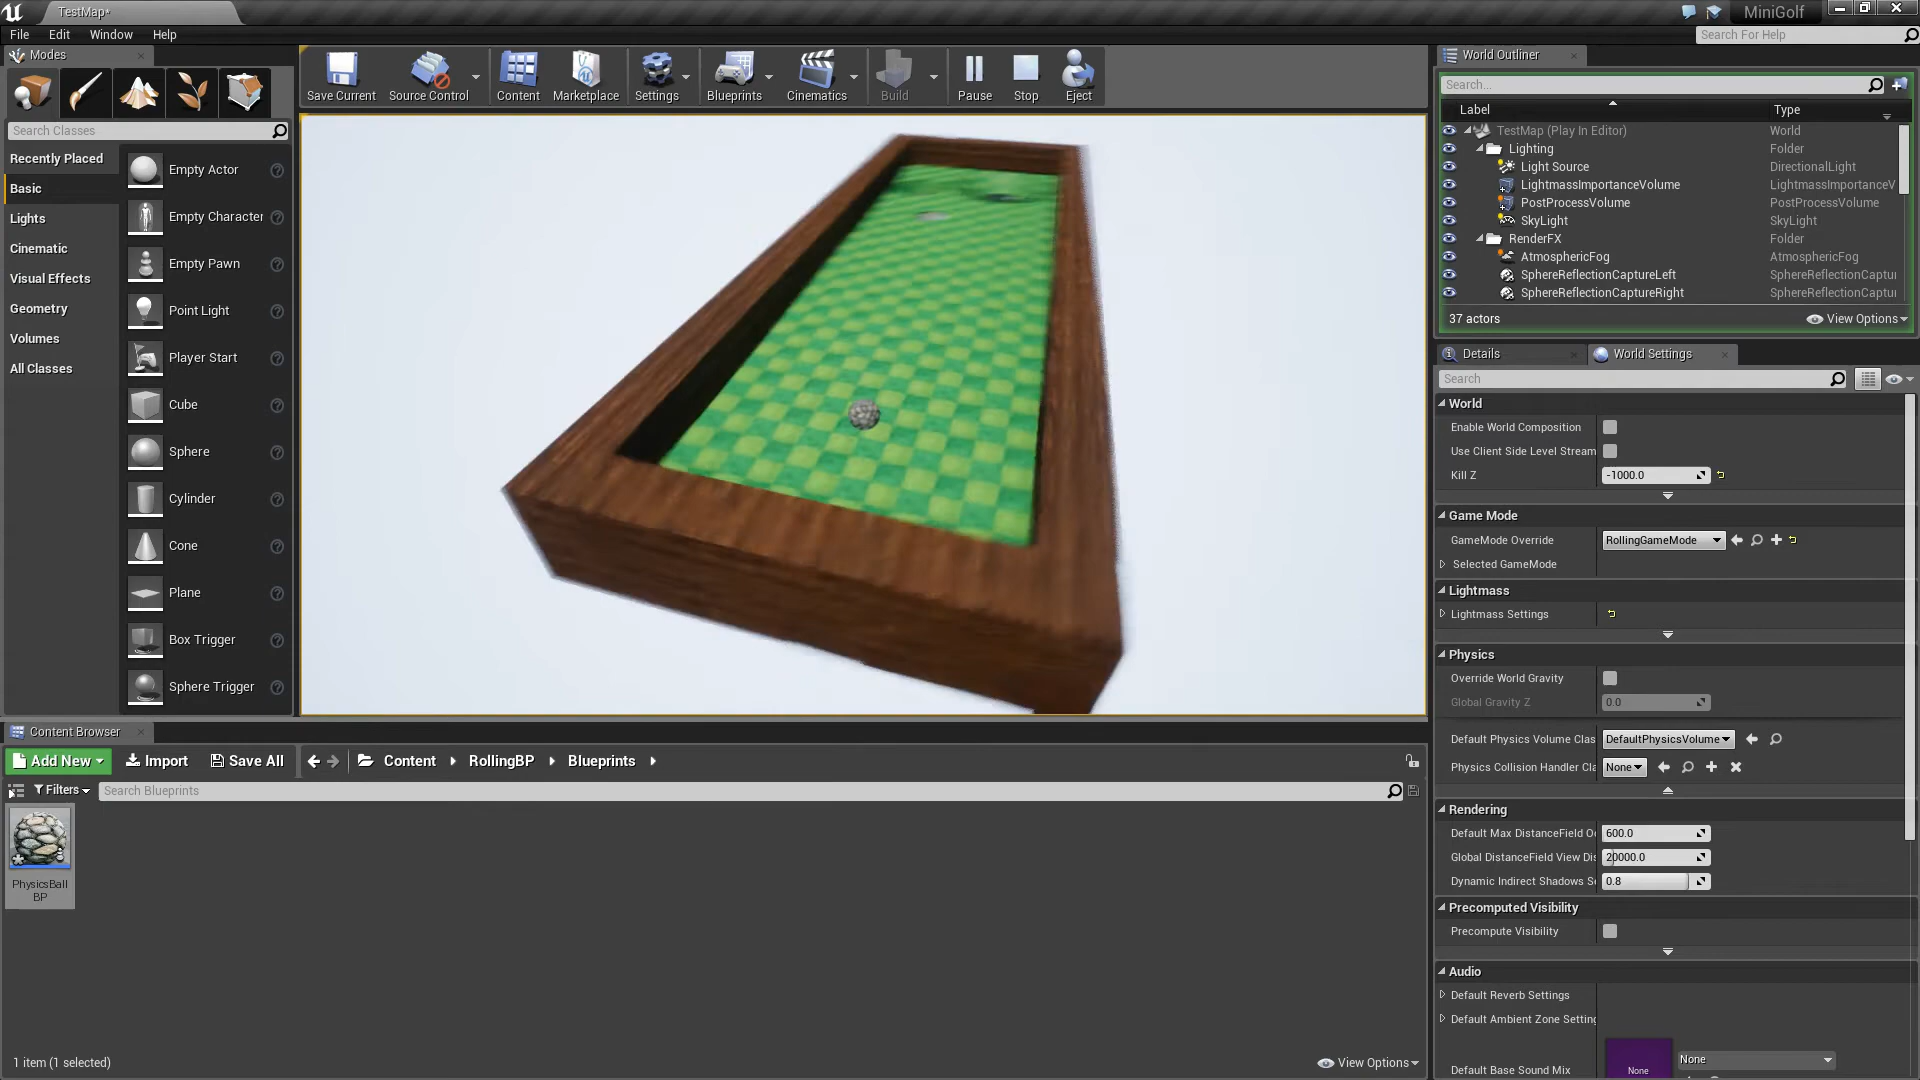 TestMap*
MiniGolf
File Edit Window Help
Search For Help
Modes
Search Classes
Recently Placed
Basic
Lights
Cinematic
Visual Effects
Geometry
Volumes
All Classes
Empty Actor
Empty Character
Empty Pawn
Point Light
Player Start
Cube
Sphere
Cylinder
Cone
Plane
Box Trigger
Sphere Trigger
Save Current
Source Control
Content
Marketplace
Settings
Blueprints
Cinematics
Build
Pause
Stop
Eject
World Outliner
Search...
Label Type
TestMap (Play In Editor) World
Lighting Folder
Light Source DirectionalLight
LightmassImportanceVolume LightmassImportanceV
PostProcessVolume PostProcessVolume
SkyLight SkyLight
RenderFX Folder
AtmosphericFog AtmosphericFog
SphereReflectionCaptureLeft SphereReflectionCaptur
SphereReflectionCaptureRight SphereReflectionCaptur
37 actors View Options
Details World Settings
Search
World
Enable World Composition
Use Client Side Level Stream
Kill Z -1000.0
Game Mode
GameMode Override RollingGameMode
Selected GameMode
Lightmass
Lightmass Settings
Physics
Override World Gravity
Global Gravity Z 0.0
Default Physics Volume Clas DefaultPhysicsVolume
Physics Collision Handler Cla None
Rendering
Default Max DistanceField Oc 600.0
Global DistanceField View Dis 20000.0
Dynamic Indirect Shadows Se 0.8
Precomputed Visibility
Precompute Visibility
Audio
Default Reverb Settings
Default Ambient Zone Setting
Default Base Sound Mix None None
Content Browser
Add New Import Save All Content RollingBP Blueprints
Filters Search Blueprints
PhysicsBall
BP
1 item (1 selected) View Options